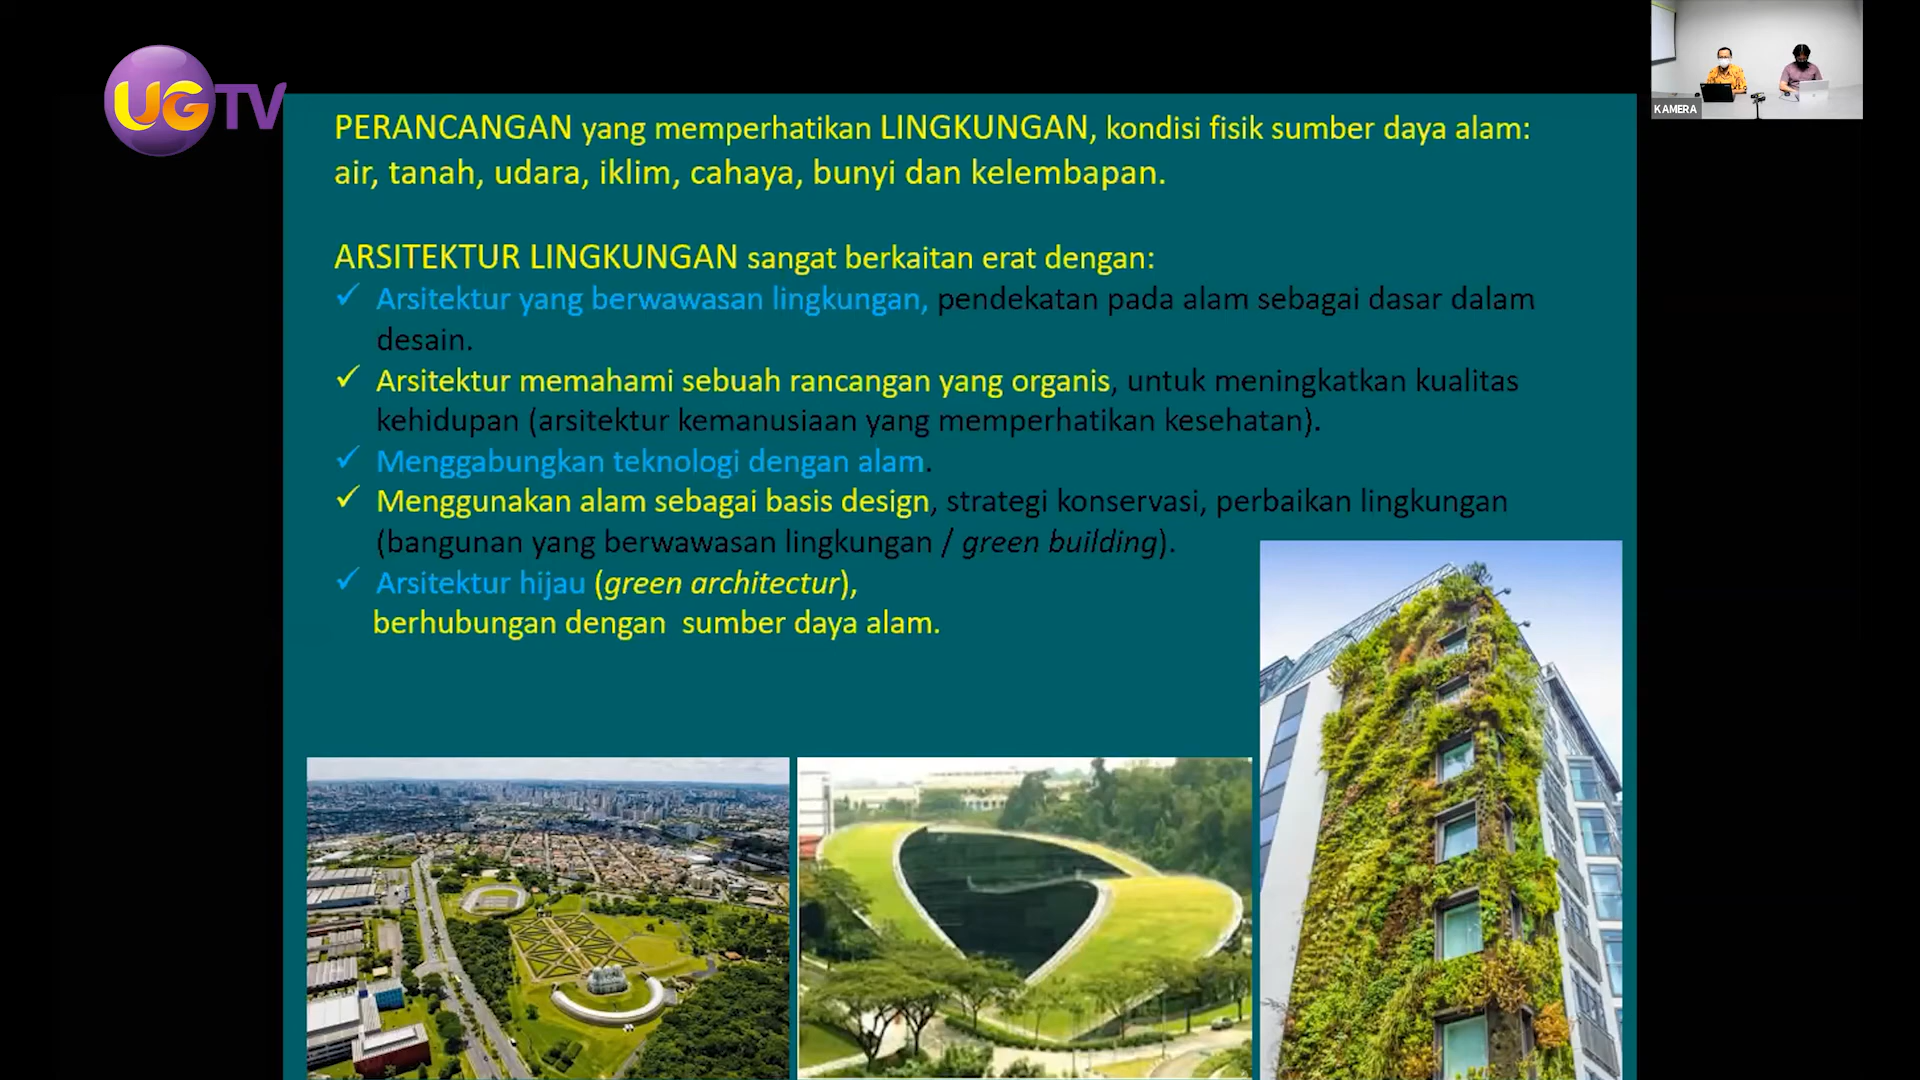 UGTV
KAMERA
PERANCANGAN yang memperhatikan LINGKUNGAN, kondisi fisik sumber daya alam:
air, tanah, udara, iklim, cahaya, bunyi dan kelembapan.
ARSITEKTUR LINGKUNGAN sangat berkaitan erat dengan:
✓ Arsitektur yang berwawasan lingkungan, pendekatan pada alam sebagai dasar dalam
desain.
✓ Arsitektur memahami sebuah rancangan yang organis, untuk meningkatkan kualitas
kehidupan (arsitektur kemanusiaan yang memperhatikan kesehatan).
✓ Menggabungkan teknologi dengan alam.
✓ Menggunakan alam sebagai basis design, strategi konservasi, perbaikan lingkungan
(bangunan yang berwawasan lingkungan / green building).
✓ Arsitektur hijau (green architectur),
berhubungan dengan sumber daya alam.